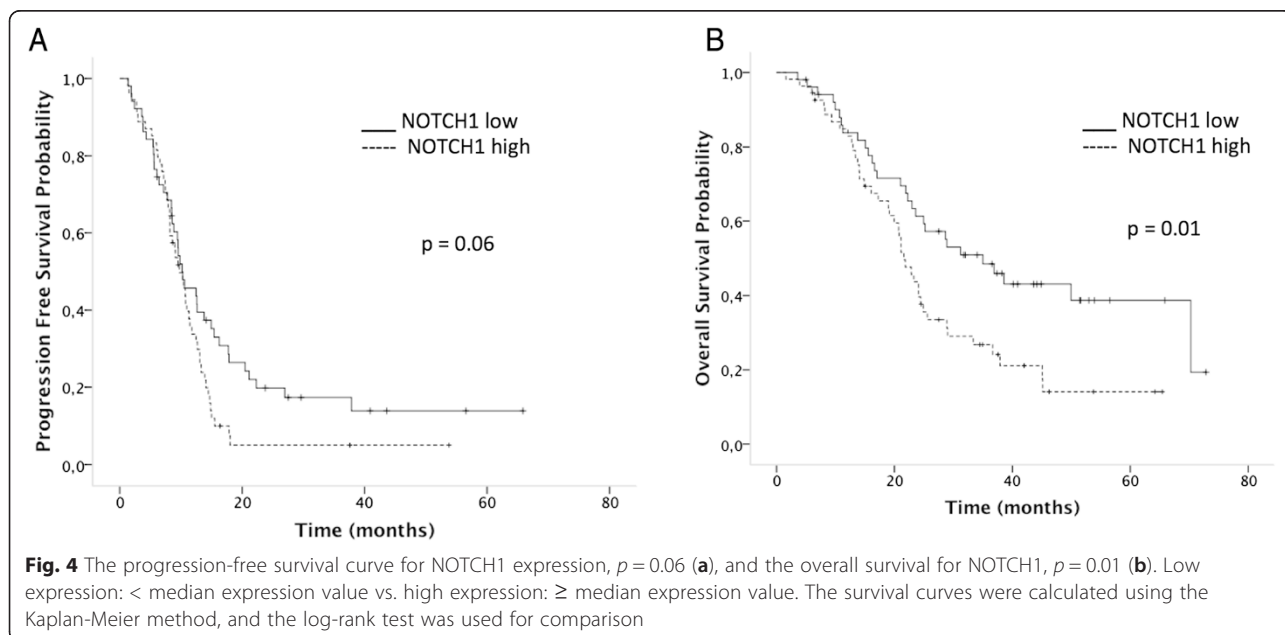 A
Progression Free Survival Probability
1,0
0,8
0,6
0,4
0,2
0,0
NOTCH1 low
NOTCH1 high
p = 0.06
0 20 40 60 80
Time (months)
B
Overall Survival Probability
1,0
0,8
0,6
0,4
0,2
0,0
NOTCH1 low
NOTCH1 high
p = 0.01
0 20 40 60 80
Time (months)
Fig. 4 The progression-free survival curve for NOTCH1 expression, p = 0.06 (a), and the overall survival for NOTCH1, p = 0.01 (b). Low
expression: < median expression value vs. high expression: ≥ median expression value. The survival curves were calculated using the
Kaplan-Meier method, and the log-rank test was used for comparison